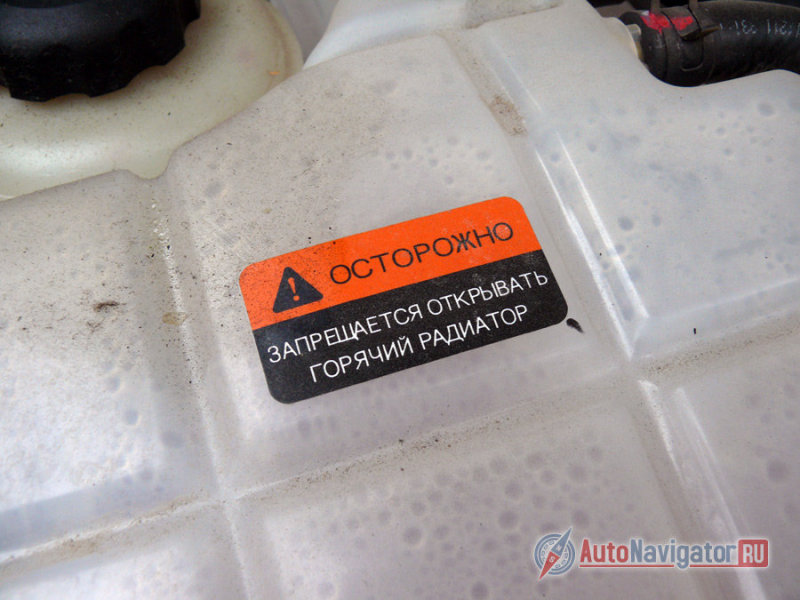 ОСТОРОЖНО
ЗАПРЕЩАЕТСЯ ОТКРЫВАТЬ
ГОРЯЧИЙ РАДИАТОР
AutoNavigator.RU